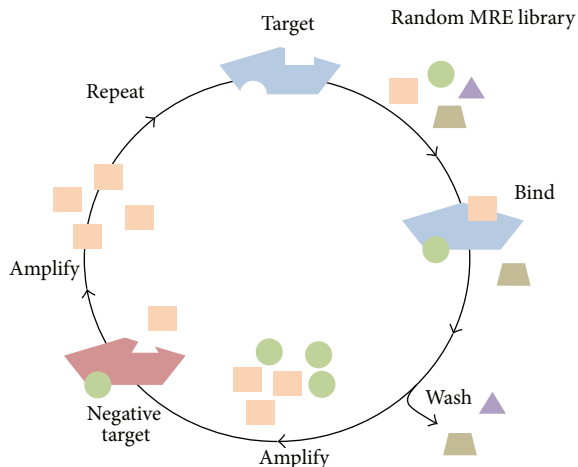 Target
Random MRE library
Repeat
Bind
Amplify
Wash
Negative
target
Amplify